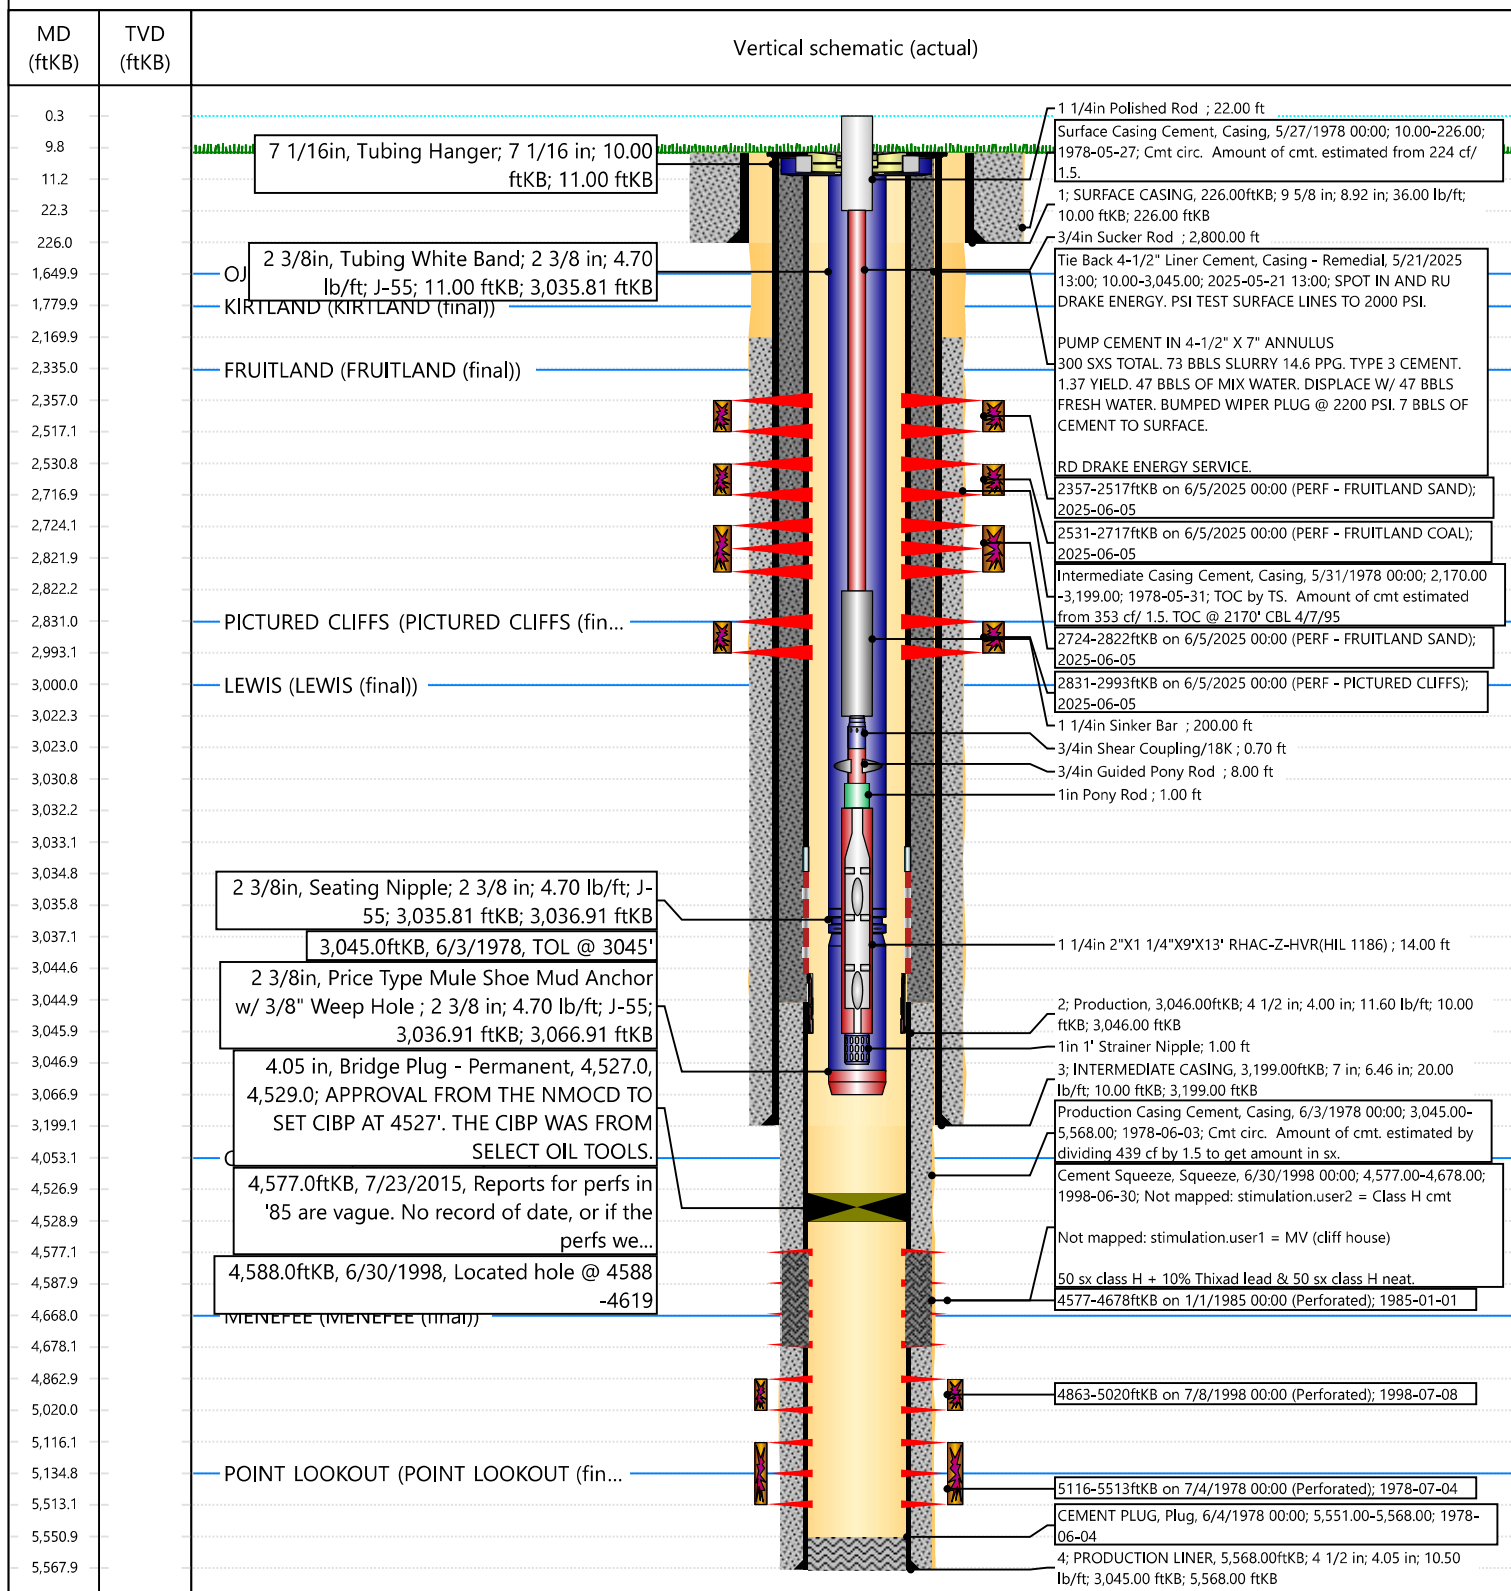 MD
(ftKB)
TVD
(ftKB)
Vertical schematic (actual)
0.3
9.8
11.2
22.3
226.0
1,649.9
1,779.9
2,169.9
2,335.0
2,357.0
2,517.1
2,530.8
2,716.9
2,724.1
2,821.9
2,822.2
2,831.0
2,993.1
3,000.0
3,022.3
3,023.0
3,030.8
3,032.2
3,033.1
3,034.8
3,035.8
3,037.1
3,044.6
3,044.9
3,045.9
3,046.9
3,066.9
3,199.1
4,053.1
4,526.9
4,528.9
4,577.1
4,587.9
4,668.0
4,678.1
4,862.9
5,020.0
5,116.1
5,134.8
5,513.1
5,550.9
5,567.9
7 1/16in, Tubing Hanger; 7 1/16 in; 10.00
ftKB; 11.00 ftKB
OJ
2 3/8in, Tubing White Band; 2 3/8 in; 4.70
lb/ft; J-55; 11.00 ftKB; 3,035.81 ftKB
KIRTLAND (KIRTLAND (final))
FRUITLAND (FRUITLAND (final))
PICTURED CLIFFS (PICTURED CLIFFS (fin...
LEWIS (LEWIS (final))
2 3/8in, Seating Nipple; 2 3/8 in; 4.70 lb/ft; J-
55; 3,035.81 ftKB; 3,036.91 ftKB
3,045.0ftKB, 6/3/1978, TOL @ 3045'
2 3/8in, Price Type Mule Shoe Mud Anchor
w/ 3/8" Weep Hole ; 2 3/8 in; 4.70 lb/ft; J-55;
3,036.91 ftKB; 3,066.91 ftKB
4.05 in, Bridge Plug - Permanent, 4,527.0,
4,529.0; APPROVAL FROM THE NMOCD TO
SET CIBP AT 4527'. THE CIBP WAS FROM
SELECT OIL TOOLS.
4,577.0ftKB, 7/23/2015, Reports for perfs in
'85 are vague. No record of date, or if the
perfs we...
4,588.0ftKB, 6/30/1998, Located hole @ 4588
-4619
MENEFEE (MENEFEE (final))
POINT LOOKOUT (POINT LOOKOUT (fin...
1 1/4in Polished Rod ; 22.00 ft
Surface Casing Cement, Casing, 5/27/1978 00:00; 10.00-226.00;
1978-05-27; Cmt circ. Amount of cmt. estimated from 224 cf/
1.5.
1; SURFACE CASING, 226.00ftKB; 9 5/8 in; 8.92 in; 36.00 lb/ft;
10.00 ftKB; 226.00 ftKB
3/4in Sucker Rod ; 2,800.00 ft
Tie Back 4-1/2" Liner Cement, Casing - Remedial, 5/21/2025
13:00; 10.00-3,045.00; 2025-05-21 13:00; SPOT IN AND RU
DRAKE ENERGY. PSI TEST SURFACE LINES TO 2000 PSI.
PUMP CEMENT IN 4-1/2" X 7" ANNULUS
300 SXS TOTAL. 73 BBLS SLURRY 14.6 PPG. TYPE 3 CEMENT.
1.37 YIELD. 47 BBLS OF MIX WATER. DISPLACE W/ 47 BBLS
FRESH WATER. BUMPED WIPER PLUG @ 2200 PSI. 7 BBLS OF
CEMENT TO SURFACE.
RD DRAKE ENERGY SERVICE.
2357-2517ftKB on 6/5/2025 00:00 (PERF - FRUITLAND SAND);
2025-06-05
2531-2717ftKB on 6/5/2025 00:00 (PERF - FRUITLAND COAL);
2025-06-05
Intermediate Casing Cement, Casing, 5/31/1978 00:00; 2,170.00
-3,199.00; 1978-05-31; TOC by TS. Amount of cmt estimated
from 353 cf/ 1.5. TOC @ 2170' CBL 4/7/95
2724-2822ftKB on 6/5/2025 00:00 (PERF - FRUITLAND SAND);
2025-06-05
2831-2993ftKB on 6/5/2025 00:00 (PERF - PICTURED CLIFFS);
2025-06-05
1 1/4in Sinker Bar ; 200.00 ft
3/4in Shear Coupling/18K ; 0.70 ft
3/4in Guided Pony Rod ; 8.00 ft
1in Pony Rod ; 1.00 ft
1 1/4in 2"X1 1/4"X9'X13' RHAC-Z-HVR(HIL 1186) ; 14.00 ft
2; Production, 3,046.00ftKB; 4 1/2 in; 4.00 in; 11.60 lb/ft; 10.00
ftKB; 3,046.00 ftKB
1in 1' Strainer Nipple; 1.00 ft
3; INTERMEDIATE CASING, 3,199.00ftKB; 7 in; 6.46 in; 20.00
lb/ft; 10.00 ftKB; 3,199.00 ftKB
Production Casing Cement, Casing, 6/3/1978 00:00; 3,045.00-
5,568.00; 1978-06-03; Cmt circ. Amount of cmt. estimated by
dividing 439 cf by 1.5 to get amount in sx.
Cement Squeeze, Squeeze, 6/30/1998 00:00; 4,577.00-4,678.00;
1998-06-30; Not mapped: stimulation.user2 = Class H cmt
Not mapped: stimulation.user1 = MV (cliff house)
50 sx class H + 10% Thixad lead & 50 sx class H neat.
4577-4678ftKB on 1/1/1985 00:00 (Perforated); 1985-01-01
4863-5020ftKB on 7/8/1998 00:00 (Perforated); 1998-07-08
5116-5513ftKB on 7/4/1978 00:00 (Perforated); 1978-07-04
CEMENT PLUG, Plug, 6/4/1978 00:00; 5,551.00-5,568.00; 1978-
06-04
4; PRODUCTION LINER, 5,568.00ftKB; 4 1/2 in; 4.05 in; 10.50
lb/ft; 3,045.00 ftKB; 5,568.00 ftKB